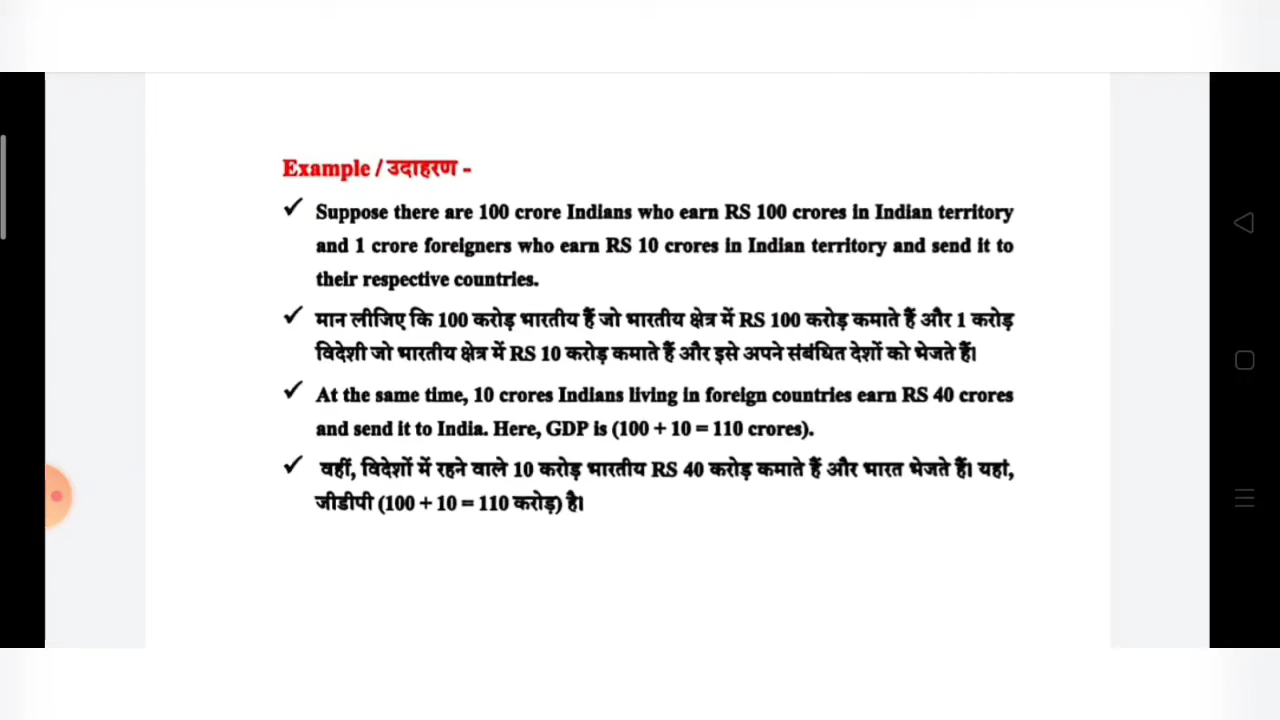 Example / उदाहरण -
✓ Suppose there are 100 crore Indians who earn RS 100 crores in Indian territory
and 1 crore foreigners who earn RS 10 crores in Indian territory and send it to
their respective countries.
✓ मान लीजिए कि 100 करोड़ भारतीय हैं जो भारतीय क्षेत्र में RS 100 करोड़ कमाते हैं और 1 करोड़
विदेशी जो भारतीय क्षेत्र में RS 10 करोड़ कमाते हैं और इसे अपने संबंधित देशों को भेजते हैं।
✓ At the same time, 10 crores Indians living in foreign countries earn RS 40 crores
and send it to India. Here, GDP is (100 + 10 = 110 crores).
✓ वहीं, विदेशों में रहने वाले 10 करोड़ भारतीय RS 40 करोड़ कमाते हैं और भारत भेजते हैं। यहां,
जीडीपी (100 + 10 = 110 करोड़) है।